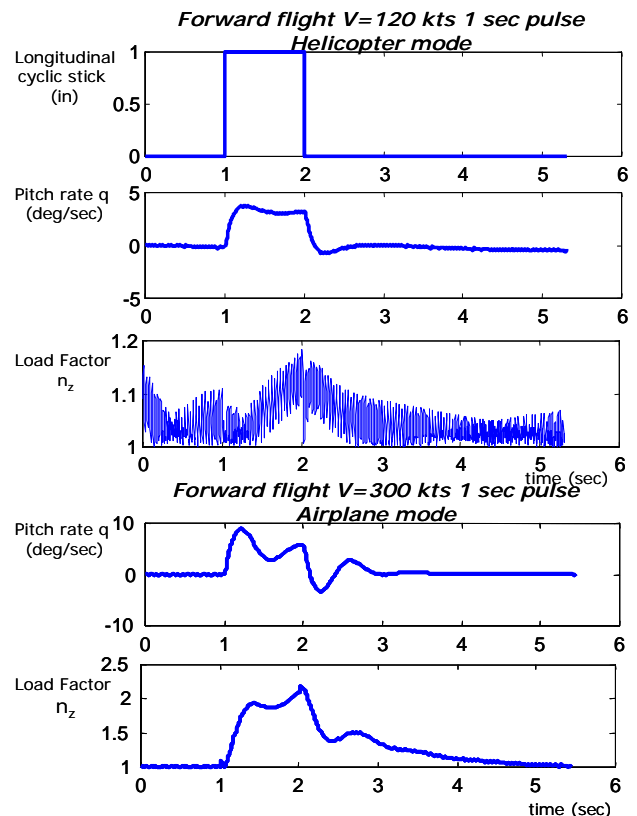 Forward flight V=120 kts 1 sec pulse
Helicopter mode
Longitudinal
cyclic stick
(in)
1
0.5
0
0 1 2 3 4 5 6
Pitch rate q
(deg/sec)
5
0
-5
0 1 2 3 4 5 6
Load Factor
nz
1.2
1.1
1
0 1 2 3 4 5 6
time (sec)
Forward flight V=300 kts 1 sec pulse
Airplane mode
Pitch rate q
(deg/sec)
10
0
-10
0 1 2 3 4 5 6
Load Factor
nz
2.5
2
1.5
1
0 1 2 3 4 5 6
time (sec)